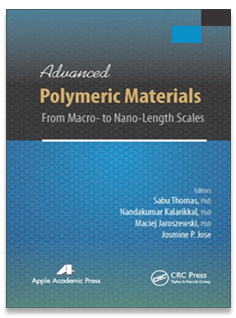 Advanced
Polymeric Materials
From Macro- to Nano-Length Scales
Editors
Sabu Thomas, PhD
Nandakumar Kalarikkal, PhD
Maciej Jaroszewski, PhD
Josmine P. Jose
Apple Academic Press
CRC Press
Taylor & Francis Group